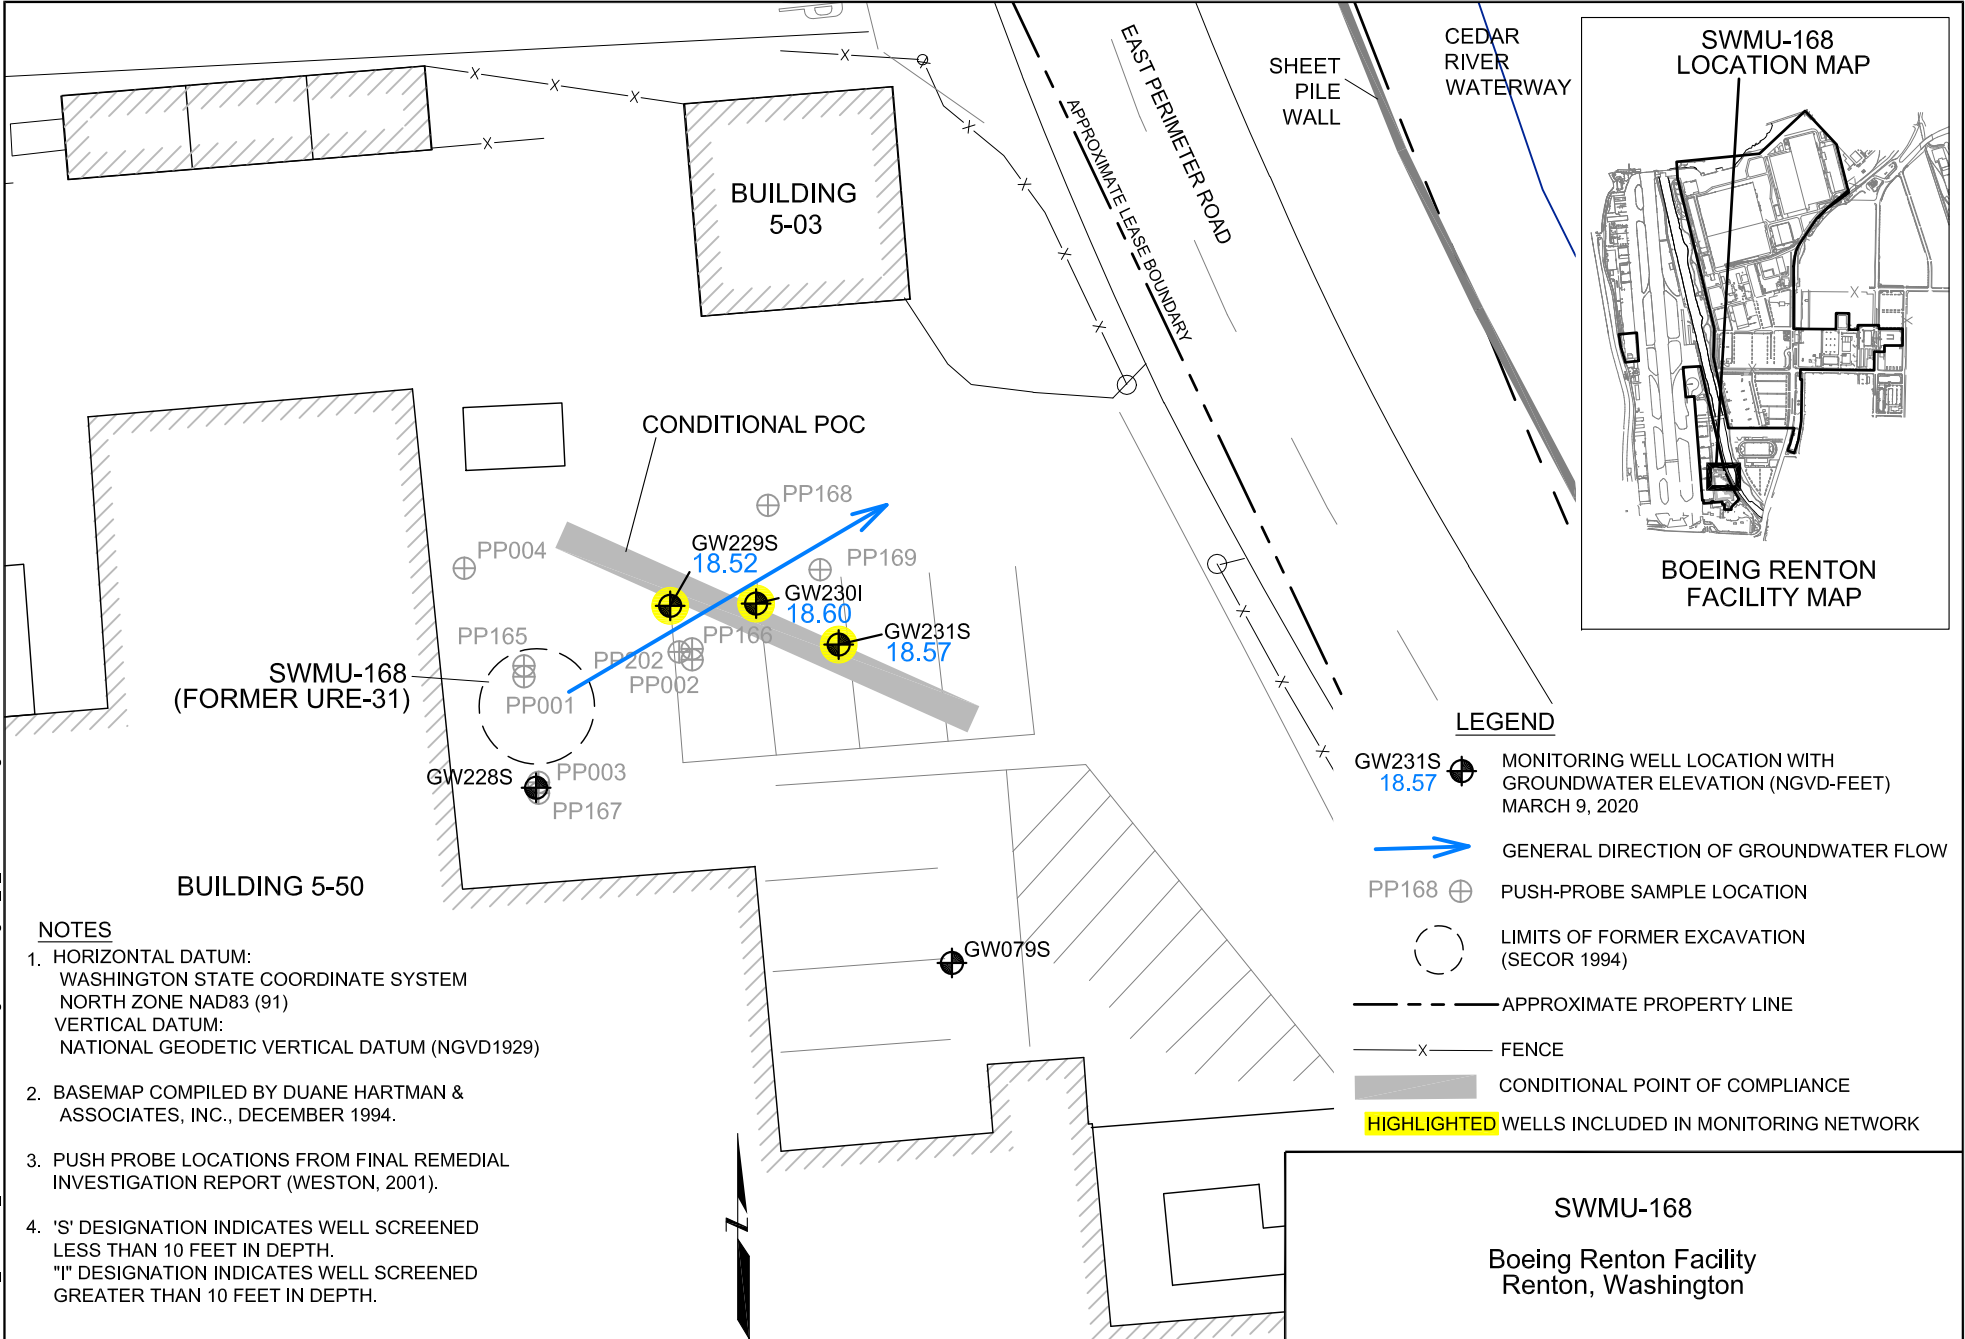 BUILDING
5-03
EAST PERIMETER ROAD
APPROXIMATE LEASE BOUNDARY
SHEET
PILE
WALL
CEDAR
RIVER
WATERWAY
SWMU-168
LOCATION MAP
BOEING RENTON
FACILITY MAP
CONDITIONAL POC
PP168
PP004
GW229S
18.52
PP169
GW230I
18.60
PP165
PP166
GW231S
18.57
PP202
PP002
SWMU-168
(FORMER URE-31)
PP001
GW228S
PP003
PP167
BUILDING 5-50
GW079S
NOTES
1. HORIZONTAL DATUM:
WASHINGTON STATE COORDINATE SYSTEM
NORTH ZONE NAD83 (91)
VERTICAL DATUM:
NATIONAL GEODETIC VERTICAL DATUM (NGVD1929)
2. BASEMAP COMPILED BY DUANE HARTMAN &
ASSOCIATES, INC., DECEMBER 1994.
3. PUSH PROBE LOCATIONS FROM FINAL REMEDIAL
INVESTIGATION REPORT (WESTON, 2001).
4. 'S' DESIGNATION INDICATES WELL SCREENED
LESS THAN 10 FEET IN DEPTH.
"I" DESIGNATION INDICATES WELL SCREENED
GREATER THAN 10 FEET IN DEPTH.
Z
LEGEND
GW231S
18.57
MONITORING WELL LOCATION WITH
GROUNDWATER ELEVATION (NGVD-FEET)
MARCH 9, 2020
GENERAL DIRECTION OF GROUNDWATER FLOW
PP168 PUSH-PROBE SAMPLE LOCATION
LIMITS OF FORMER EXCAVATION
(SECOR 1994)
APPROXIMATE PROPERTY LINE
X FENCE
CONDITIONAL POINT OF COMPLIANCE
HIGHLIGHTED WELLS INCLUDED IN MONITORING NETWORK
SWMU-168
Boeing Renton Facility
Renton, Washington